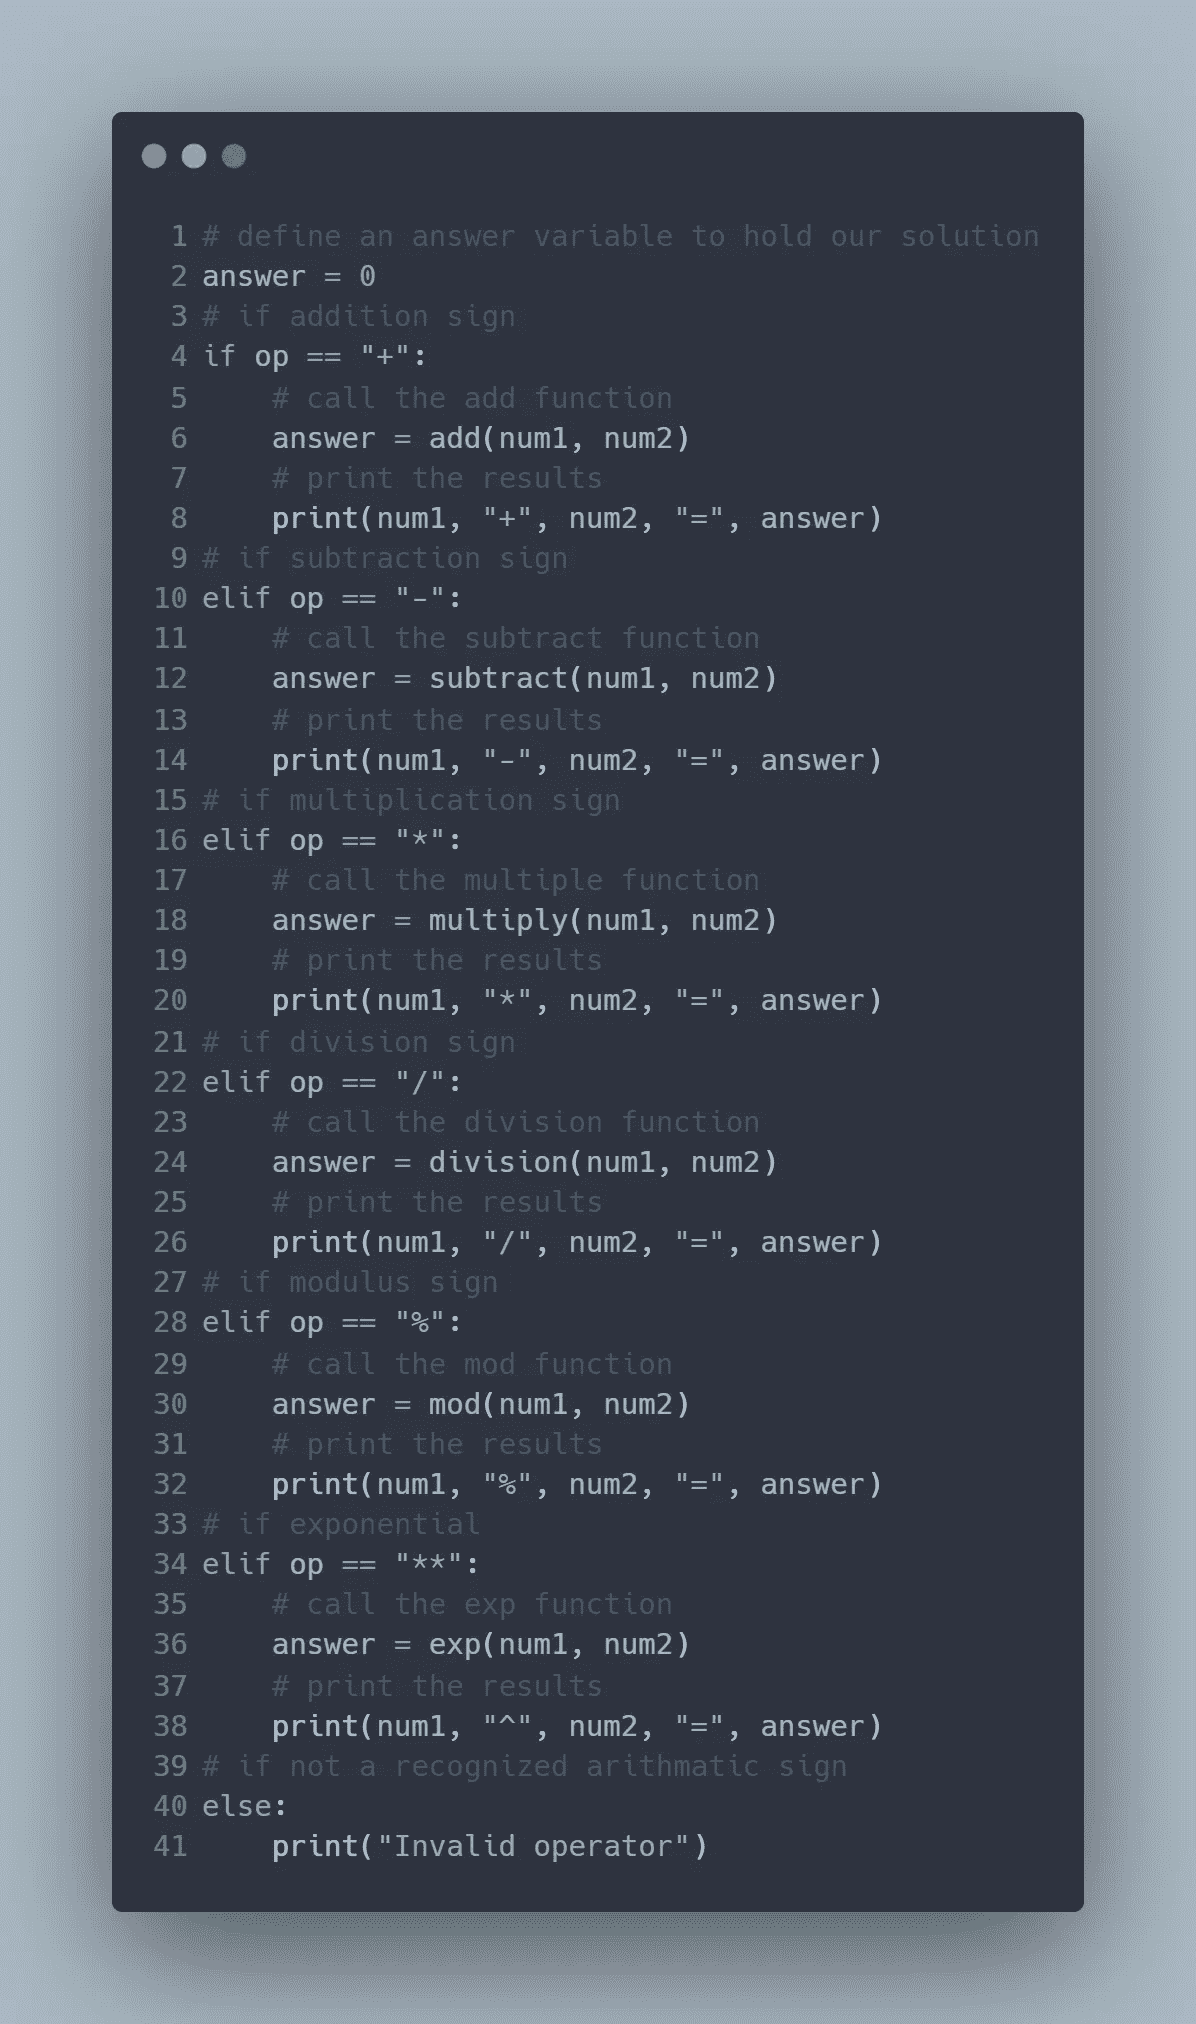 1 # define an answer variable to hold our solution
2 answer = 0
3 # if addition sign
4 if op == "+":
5     # call the add function
6     answer = add(num1, num2)
7     # print the results
8     print(num1, "+", num2, "=", answer)
9 # if subtraction sign
10 elif op == "-":
11     # call the subtract function
12     answer = subtract(num1, num2)
13     # print the results
14     print(num1, "-", num2, "=", answer)
15 # if multiplication sign
16 elif op == "*":
17     # call the multiple function
18     answer = multiply(num1, num2)
19     # print the results
20     print(num1, "*", num2, "=", answer)
21 # if division sign
22 elif op == "/":
23     # call the division function
24     answer = division(num1, num2)
25     # print the results
26     print(num1, "/", num2, "=", answer)
27 # if modulus sign
28 elif op == "%":
29     # call the mod function
30     answer = mod(num1, num2)
31     # print the results
32     print(num1, "%", num2, "=", answer)
33 # if exponential
34 elif op == "**":
35     # call the exp function
36     answer = exp(num1, num2)
37     # print the results
38     print(num1, "^", num2, "=", answer)
39 # if not a recognized arithmatic sign
40 else:
41     print("Invalid operator")